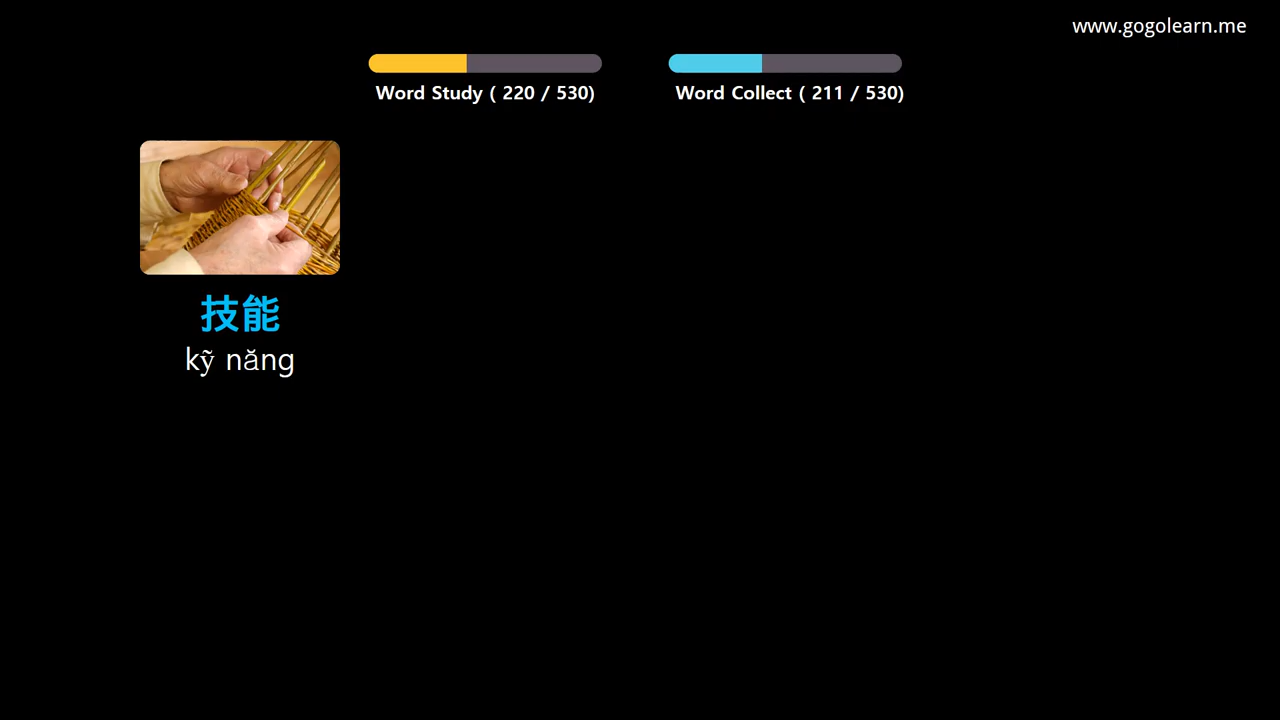 www.gogolearn.me
Word Study ( 220 / 530)
Word Collect ( 211 / 530)
技能
kỹ năng